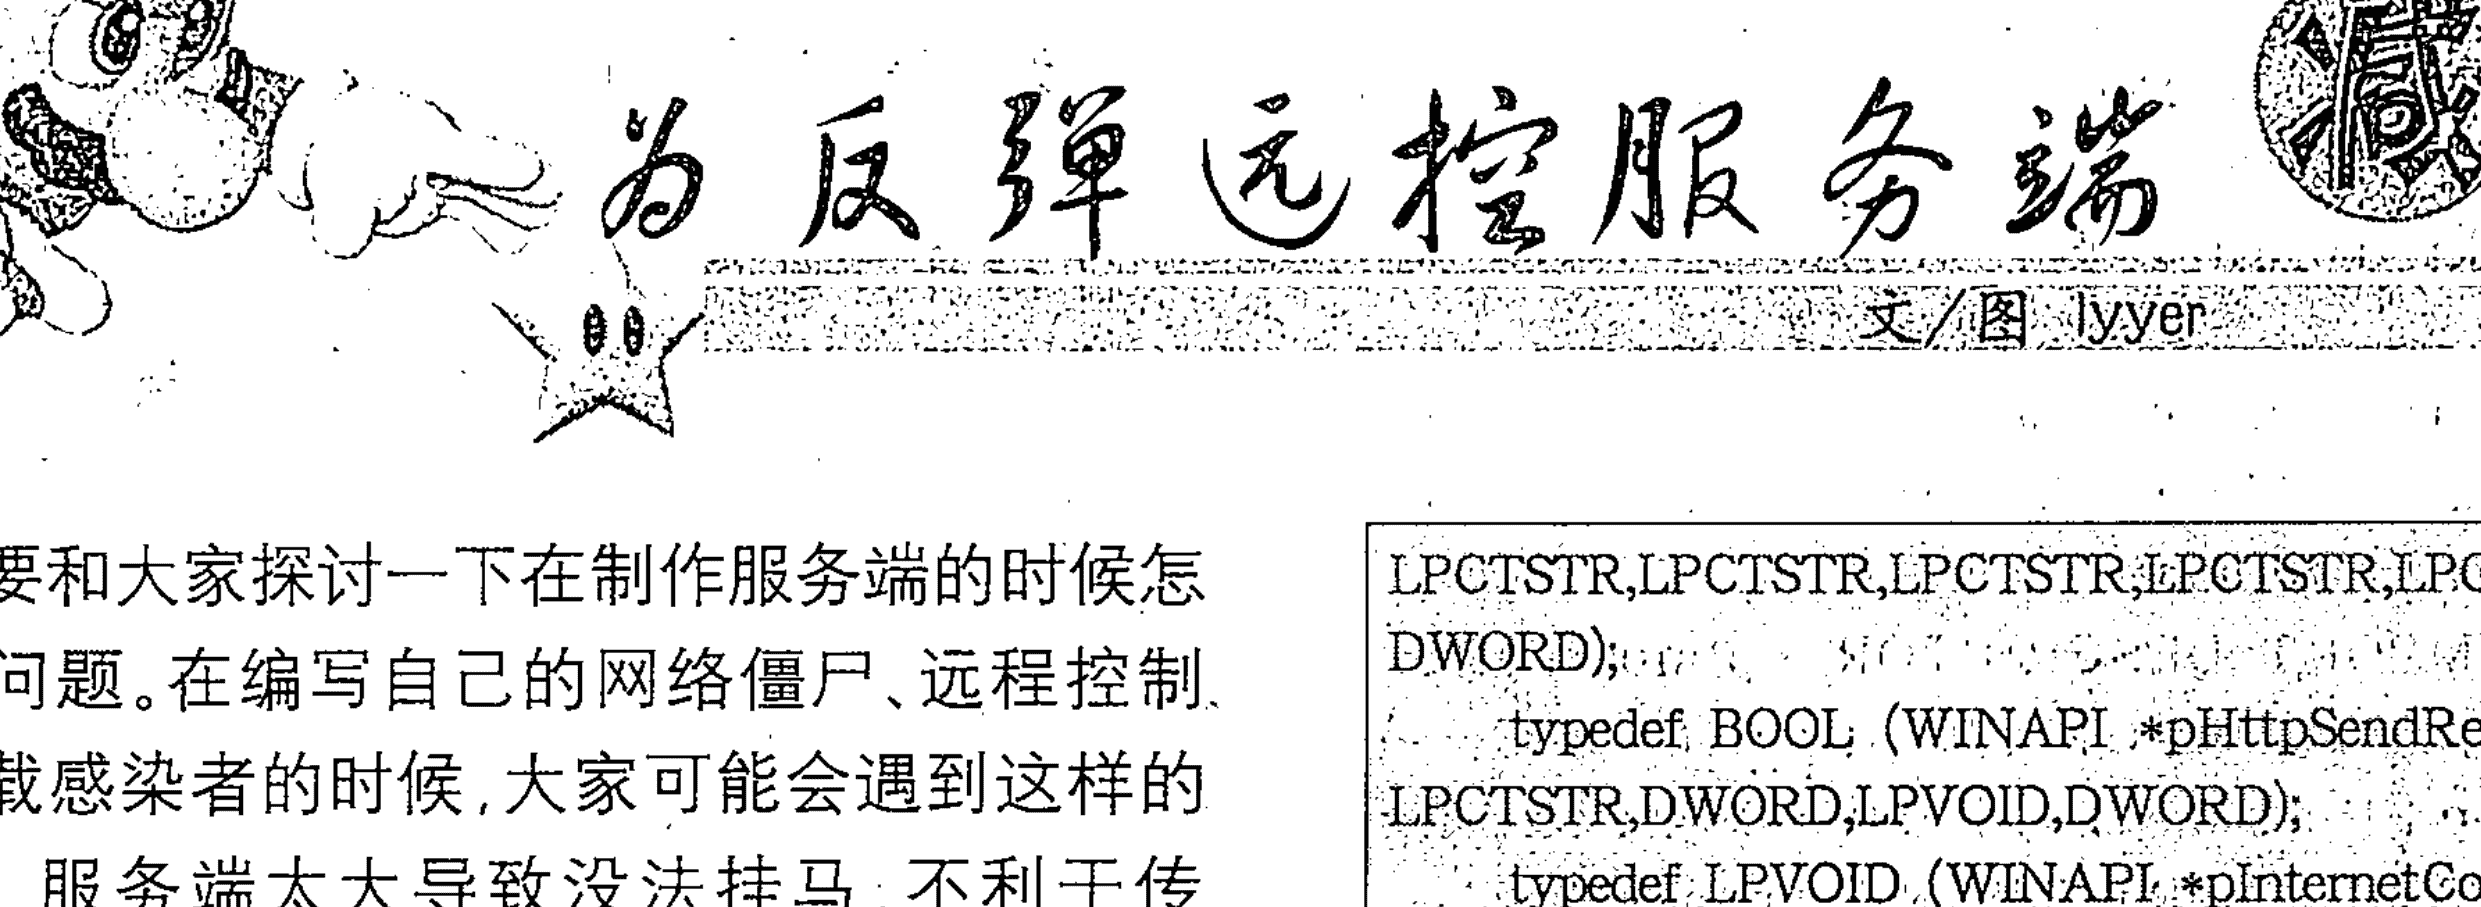 为反弹远控服务端减
文/图 lyyer
要和大家探讨一下在制作服务端的时候怎
问题。在编写自己的网络僵尸、远程控制、
载感染者的时候,大家可能会遇到这样的
服务端太大导致没法挂马,不利于传
LPCTSTR,LPCTSTR,LPCTSTR,LPCTSTR,LPC
DWORD);
typedef BOOL (WINAPI *pHttpSendRe
LPCTSTR,DWORD,LPVOID,DWORD);
typedef LPVOID (WINAPI *pInternetCo